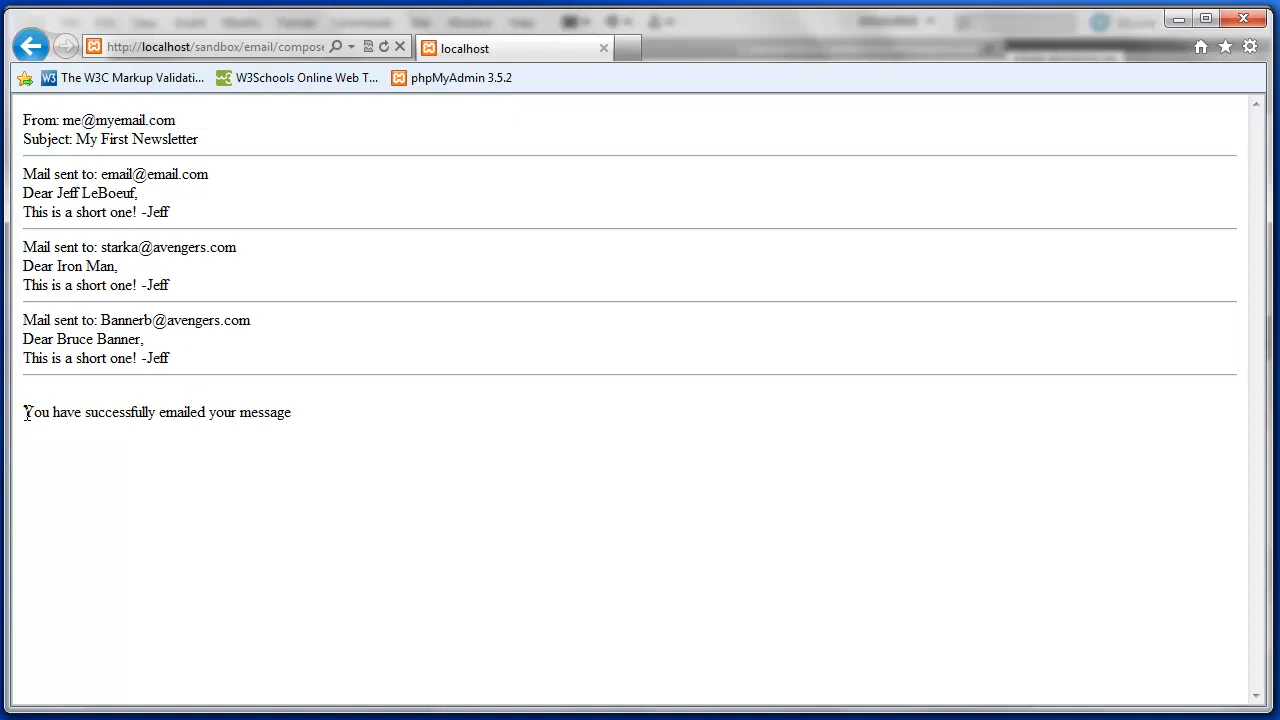 http://localhost/sandbox/email/compose
localhost
The W3C Markup Validati...
W3Schools Online Web T...
phpMyAdmin 3.5.2
From: me@myemail.com
Subject: My First Newsletter
Mail sent to: email@email.com
Dear Jeff LeBoeuf,
This is a short one! -Jeff
Mail sent to: starka@avengers.com
Dear Iron Man,
This is a short one! -Jeff
Mail sent to: Bannerb@avengers.com
Dear Bruce Banner,
This is a short one! -Jeff
You have successfully emailed your message